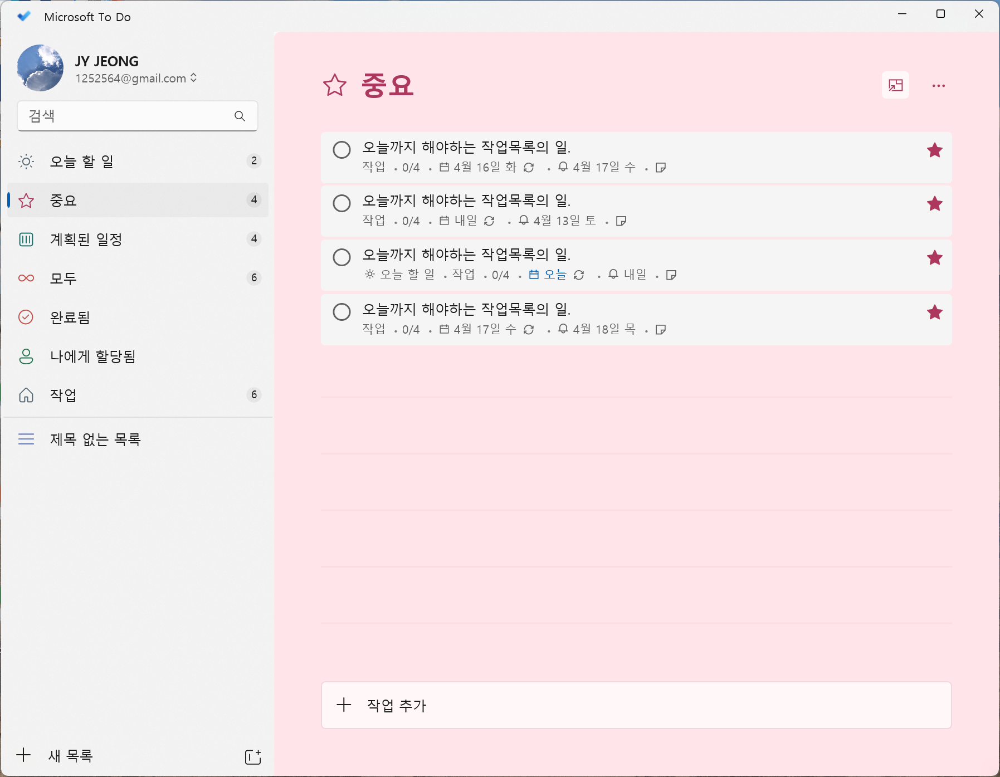 Microsoft To Do
JY JEONG
1252564@gmail.com
검색
오늘 할 일 2
중요 4
계획된 일정 4
모두 6
완료됨
나에게 할당됨
작업 6
제목 없는 목록
새 목록
중요
오늘까지 해야하는 작업목록의 일.
작업 • 0/4 • 4월 16일 화 • 4월 17일 수 •
오늘까지 해야하는 작업목록의 일.
작업 • 0/4 • 내일 • 4월 13일 토 •
오늘까지 해야하는 작업목록의 일.
오늘 할 일 • 작업 • 0/4 • 오늘 • 내일 •
오늘까지 해야하는 작업목록의 일.
작업 • 0/4 • 4월 17일 수 • 4월 18일 목 •
작업 추가